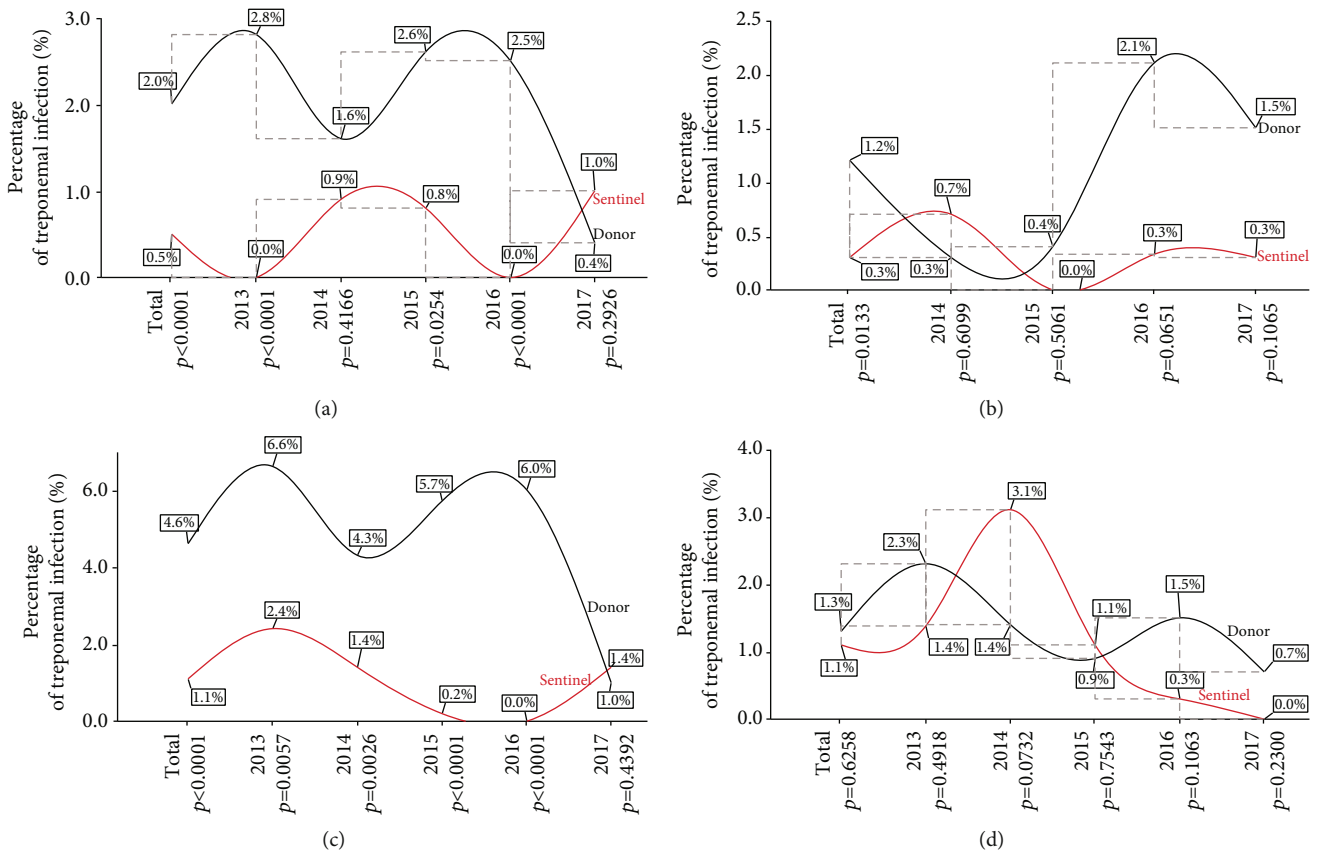 Percentage
of treponemal infection (%)
3.0
2.0
1.0
0.0
2.0%
2.8%
1.6%
2.6%
2.5%
0.4%
0.5%
0.0%
0.9%
0.8%
0.0%
1.0%
Sentinel
Donor
Total
p<0.0001
2013
p<0.0001
2014
p=0.4166
2015
p=0.0254
2016
p<0.0001
2017
p=0.2926
(a)
Percentage
of treponemal infection (%)
2.5
2.0
1.5
1.0
0.5
0.0
1.2%
0.3%
0.7%
0.3%
0.4%
0.0%
2.1%
0.3%
1.5%
Donor
0.3%
Sentinel
Total
p=0.0133
2014
p=0.6099
2015
p=0.5061
2016
p=0.0651
2017
p=0.1065
(b)
Percentage
of treponemal infection (%)
6.0
4.0
2.0
0.0
4.6%
6.6%
4.3%
5.7%
6.0%
1.1%
2.4%
1.4%
0.2%
0.0%
Donor
Sentinel
1.4%
1.0%
Total
p<0.0001
2013
p=0.0057
2014
p=0.0026
2015
p<0.0001
2016
p<0.0001
2017
p=0.4392
(c)
Percentage
of treponemal infection (%)
4.0
3.0
2.0
1.0
0.0
1.3%
1.1%
2.3%
1.4%
3.1%
1.4%
1.1%
0.9%
1.5%
0.3%
Donor
Sentinel
0.7%
0.0%
Total
p=0.6258
2013
p=0.4918
2014
p=0.0732
2015
p=0.7543
2016
p=0.1063
2017
p=0.2300
(d)